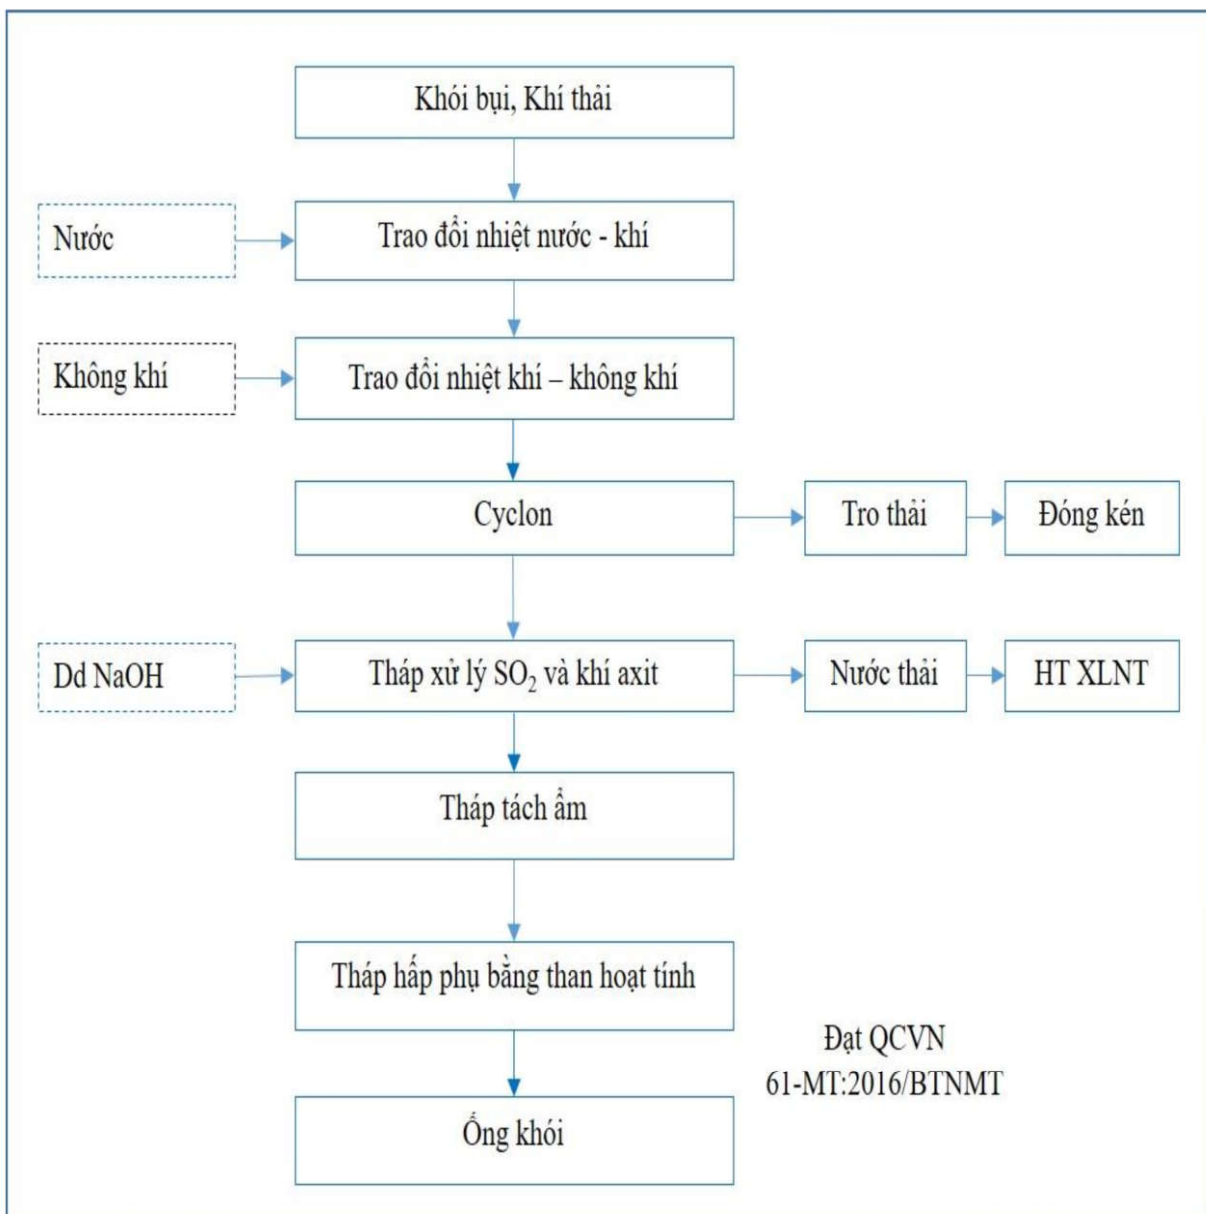 Khói bụi, Khí thải
Nước
Trao đổi nhiệt nước - khí
Không khí
Trao đổi nhiệt khí – không khí
Cyclon
Tro thải
Đóng kén
Dd NaOH
Tháp xử lý SO₂ và khí axit
Nước thải
HT XLNT
Tháp tách ẩm
Tháp hấp phụ bằng than hoạt tính
Đạt QCVN
61-MT:2016/BTNMT
Ống khói